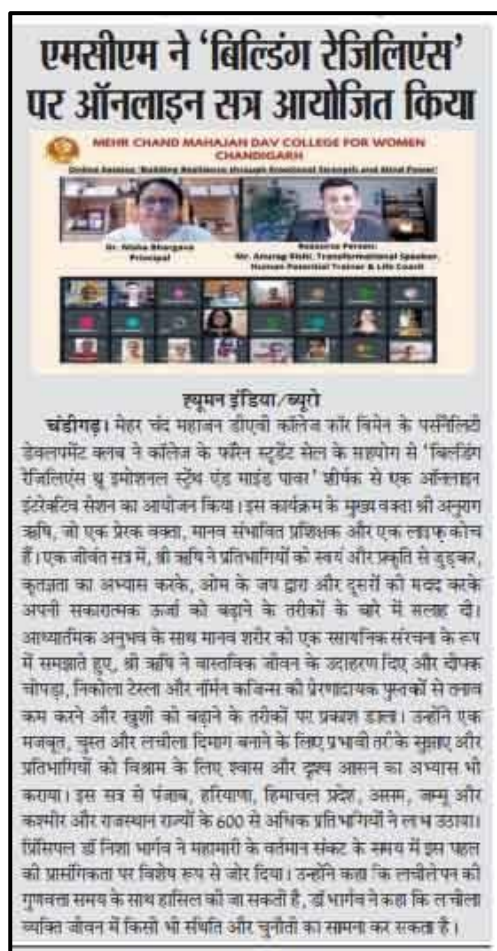 एमसीएम ने 'बिल्डिंग रेजिलिएंस'
पर ऑनलाइन सत्र आयोजित किया
MEHR CHAND MAHAJAN DAV COLLEGE FOR WOMEN
CHANDIGARH
Online Session 'Building Resilience through Emotional Strength and Mind Power'
Dr. Nisha Bhargava
Principal
Resource Person:
Mr. Anurag Rishi, Transformational Speaker,
Human Potential Trainer & Life Coach
ह्यूमन इंडिया/ब्यूरो
चंडीगढ़। मेहर चंद महाजन डीएवी कॉलेज फॉर विमेन के पर्सनैलिटी
डेवलपमेंट क्लब ने कॉलेज के फॉरेन स्टूडेंट सेल के सहयोग से 'बिल्डिंग
रेजिलिएंस थ्रू इमोशनल स्ट्रेंथ एंड माइंड पावर' शीर्षक से एक ऑनलाइन
इंटरेक्टिव सेशन का आयोजन किया। इस कार्यक्रम के मुख्य वक्ता श्री अनुराग
ऋषि, जो एक प्रेरक वक्ता, मानव संभावित प्रशिक्षक और एक लाइफ कोच
हैं। एक जीवंत सत्र में, श्री ऋषि ने प्रतिभागियों को स्वयं और प्रकृति से जुड़कर,
कृतज्ञता का अभ्यास करके, ओम के जप द्वारा और दूसरों की मदद करके
अपनी सकारात्मक ऊर्जा को बढ़ाने के तरीकों के बारे में सलाह दी।
आध्यात्मिक अनुभव के साथ मानव शरीर को एक रसायनिक संरचना के रूप
में समझाते हुए, श्री ऋषि ने वास्तविक जीवन के उदाहरण दिए और दीपक
चोपड़ा, निकोला टेस्ला और नॉर्मन कजिन्स की प्रेरणादायक पुस्तकों से तनाव
कम करने और खुशी को बढ़ाने के तरीकों पर प्रकाश डाला। उन्होंने एक
मजबूत, चुस्त और लचीला दिमाग बनाने के लिए प्रभावी तरीके सुझाए और
प्रतिभागियों को विश्राम के लिए श्वास और दृश्य आसन का अभ्यास भी
कराया। इस सत्र से पंजाब, हरियाणा, हिमाचल प्रदेश, असम, जम्मू और
कश्मीर और राजस्थान राज्यों के 600 से अधिक प्रतिभागियों ने लाभ उठाया।
प्रिंसिपल डॉ निशा भार्गव ने महामारी के वर्तमान संकट के समय में इस पहल
की प्रासंगिकता पर विशेष रूप से जोर दिया। उन्होंने कहा कि लचीलेपन की
गुणवत्ता समय के साथ हासिल की जा सकती है, डॉ भार्गव ने कहा कि लचीला
व्यक्ति जीवन में किसी भी स्थिति और चुनौती का सामना कर सकता है।